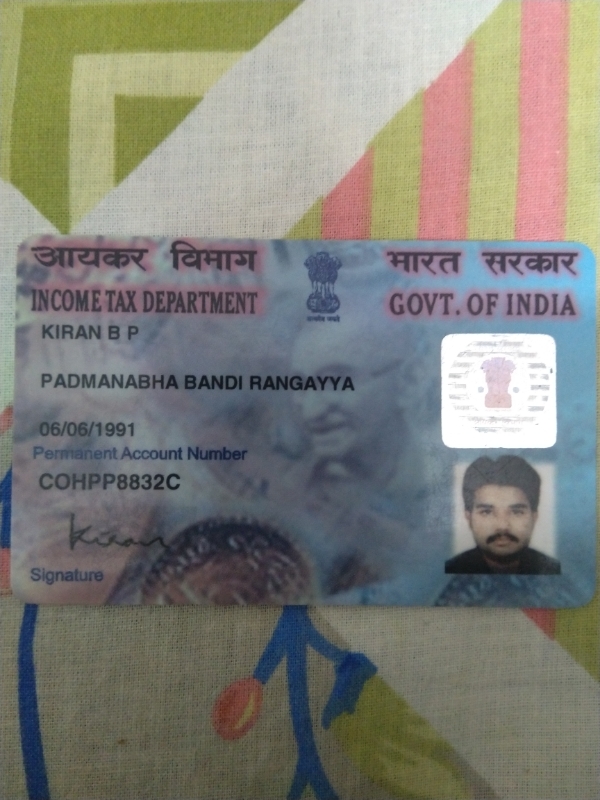 आयकर विभाग
भारत सरकार
INCOME TAX DEPARTMENT
GOVT. OF INDIA
सत्यमेव जयते
KIRAN B P
PADMANABHA BANDI RANGAYYA
06/06/1991
Permanent Account Number
COHPP8832C
Kiran
Signature